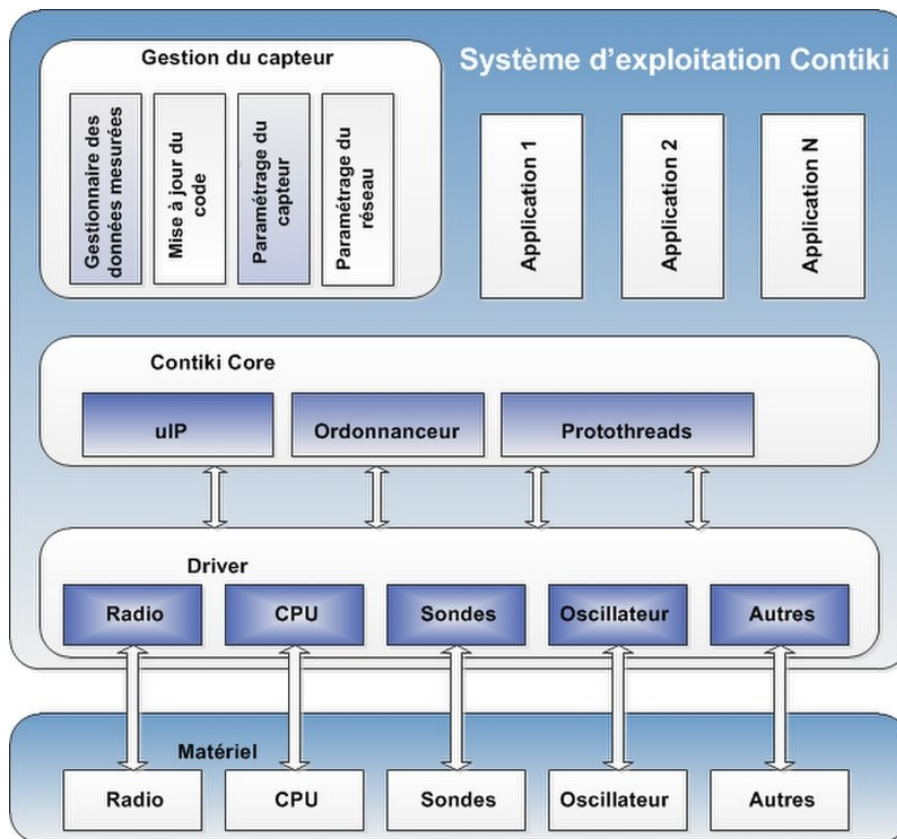 Système d'exploitation Contiki
Gestion du capteur
Gestionnaire des
données mesurées
Mise à jour du
code
Paramétrage du
capteur
Paramétrage du
réseau
Application 1
Application 2
Application N
Contiki Core
uIP
Ordonnanceur
Protothreads
Driver
Radio
CPU
Sondes
Oscillateur
Autres
Matériel
Radio
CPU
Sondes
Oscillateur
Autres